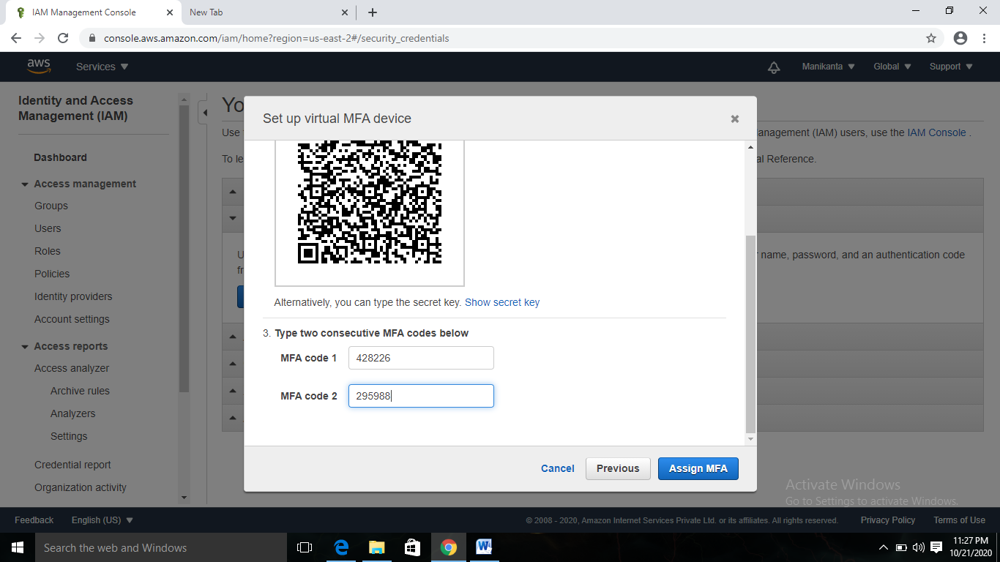 IAM Management Console
New Tab
console.aws.amazon.com/iam/home?region=us-east-2#/security_credentials
aws
Services
Manikanta
Global
Support
Identity and Access
Management (IAM)
Dashboard
Access management
Groups
Users
Roles
Policies
Identity providers
Account settings
Access reports
Access analyzer
Archive rules
Analyzers
Settings
Credential report
Organization activity
Yo
Use
anagement (IAM) users, use the IAM Console .
To le
al Reference.
U
name, password, and an authentication code
fr
Set up virtual MFA device
Alternatively, you can type the secret key. Show secret key
3. Type two consecutive MFA codes below
MFA code 1
428226
MFA code 2
295988
Cancel
Previous
Assign MFA
Activate Windows
Go to Settings to activate Windows.
Feedback
English (US)
© 2008 - 2020, Amazon Internet Services Private Ltd. or its affiliates. All rights reserved.
Privacy Policy
Terms of Use
Search the web and Windows
11:27 PM
10/21/2020